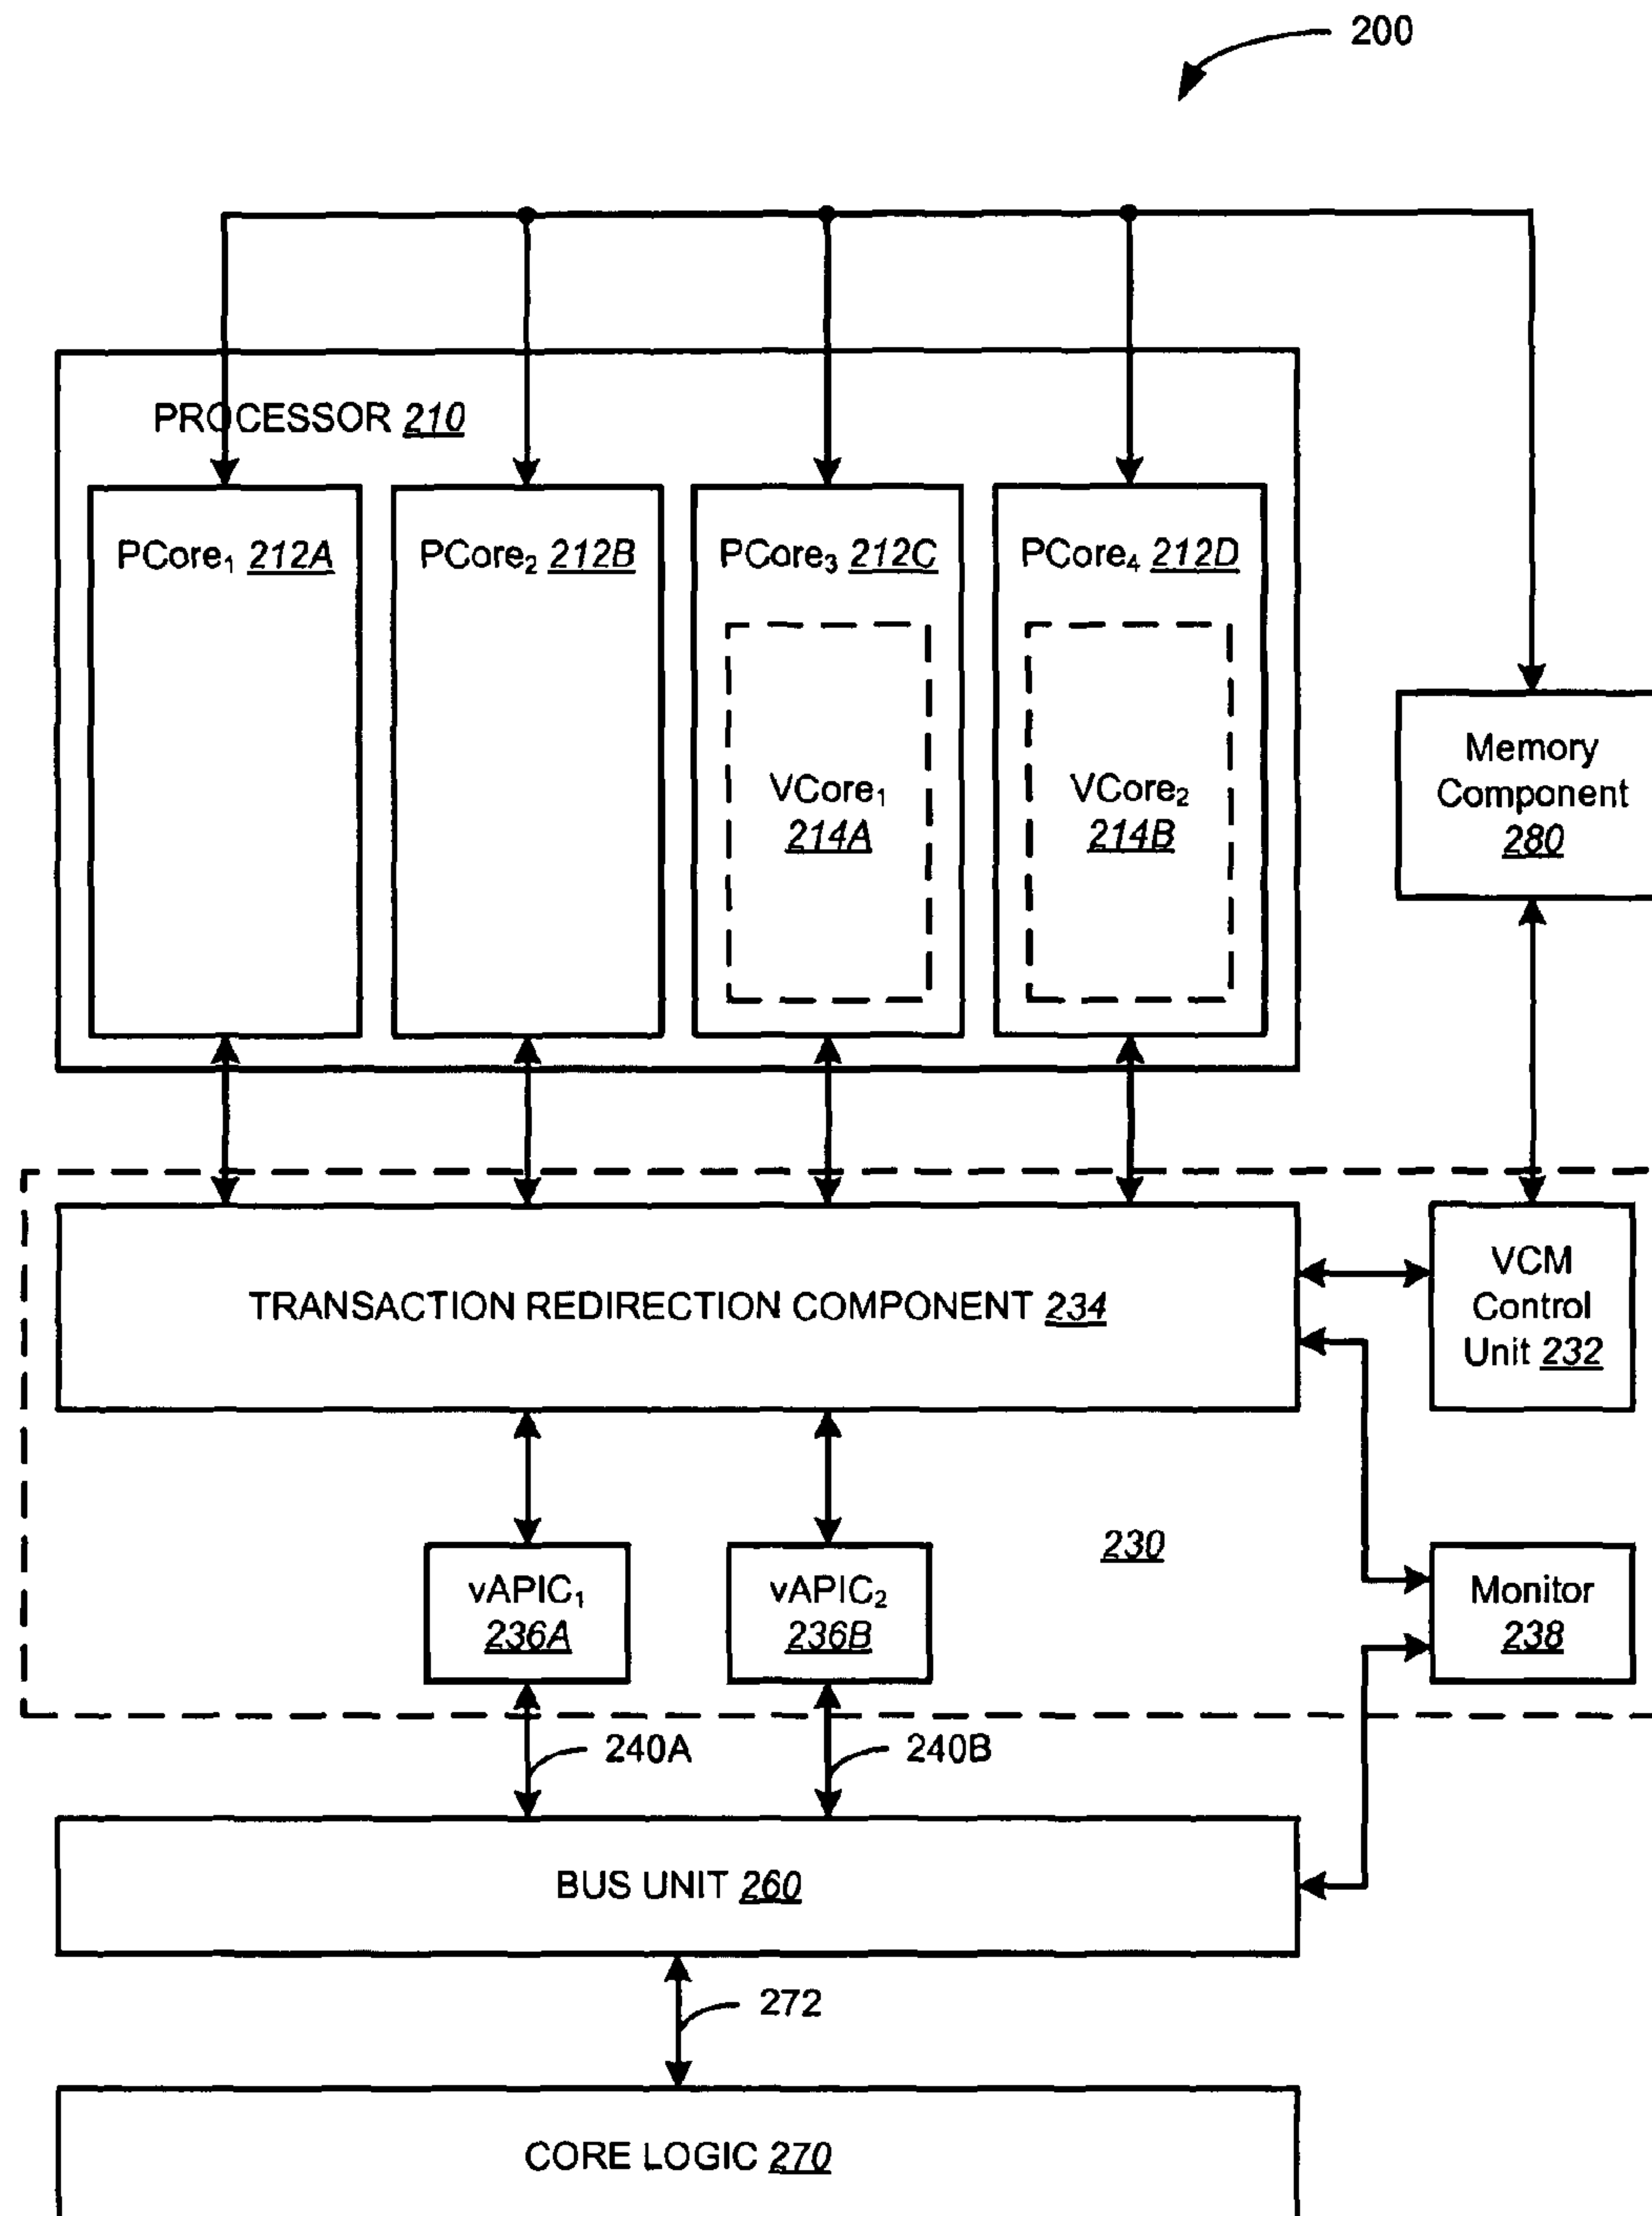 200
PROCESSOR 210
PCore₁ 212A
PCore₂ 212B
PCore₃ 212C
PCore₄ 212D
VCore₁
214A
VCore₂
214B
Memory
Component
280
TRANSACTION REDIRECTION COMPONENT 234
VCM
Control
Unit 232
230
vAPIC₁
236A
vAPIC₂
236B
Monitor
238
240A
240B
BUS UNIT 260
272
CORE LOGIC 270